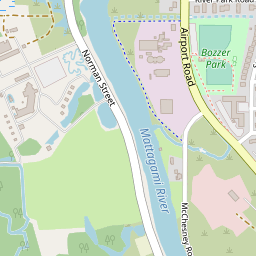 River Park Road
Airport Road
Bozzer
Park
Norman Street
Mattagami River
McChesney Ro